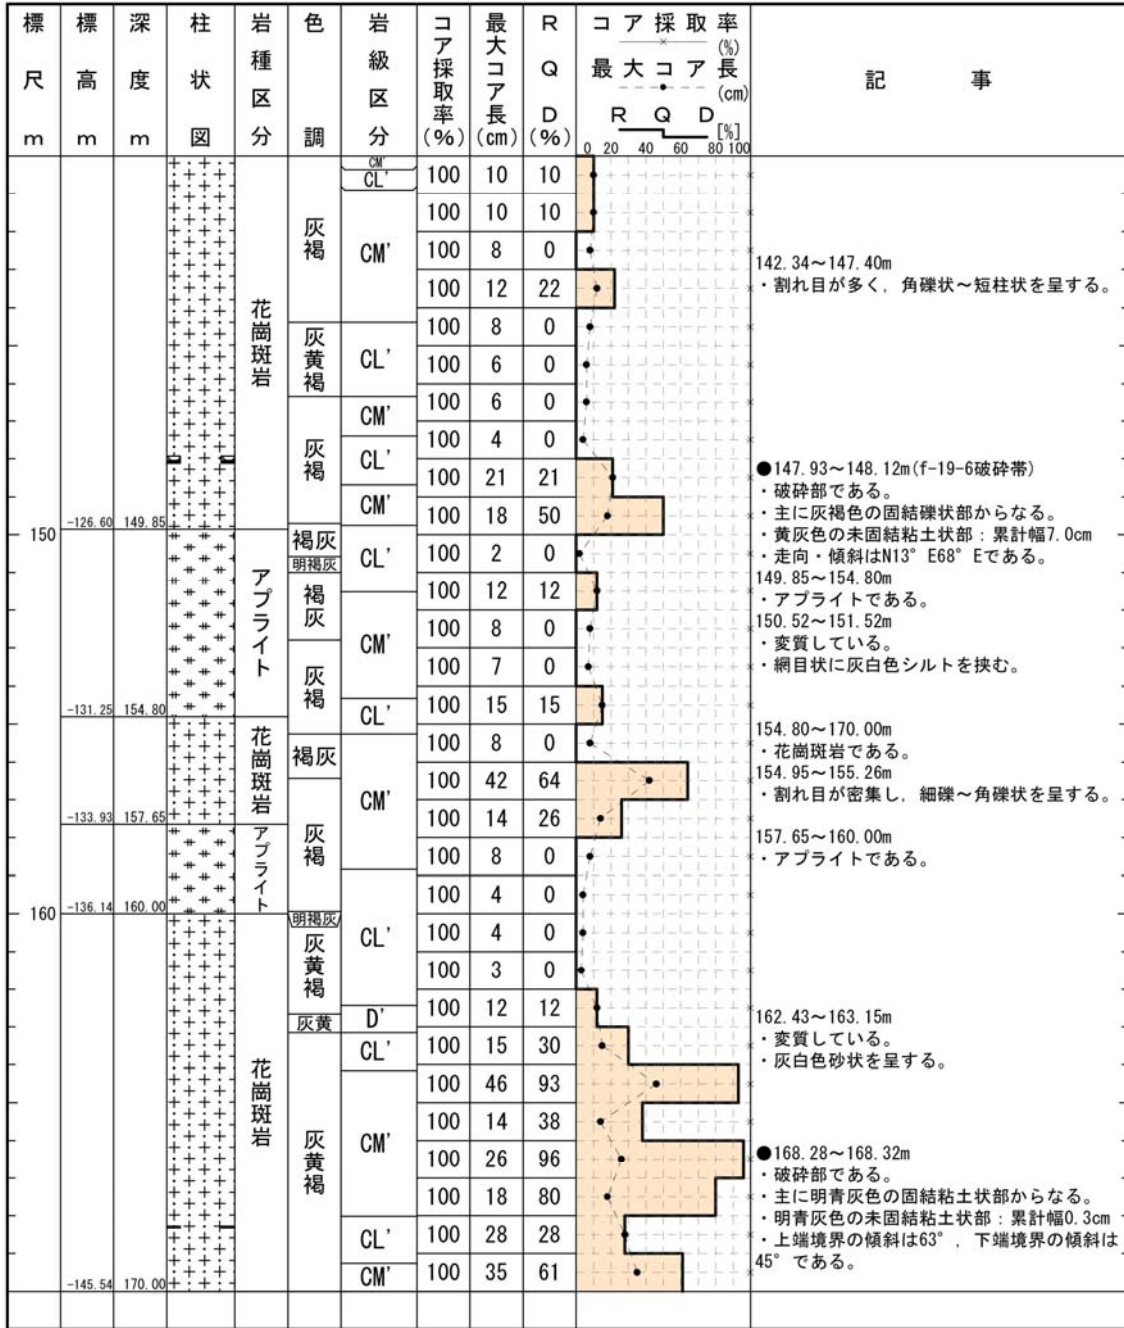 標尺 m
標高 m
深度 m
柱状図
岩種区分
色調
岩級区分
コア採取率(%)
最大コア長(cm)
RQD(%)
コア採取率(%)
最大コア長(cm)
RQD[%]
0 20 40 60 80 100
記事
CM'
CL' 100 10 10
100 10 10
灰褐 CM' 100 8 0
142.34～147.40m
100 12 22 ・割れ目が多く，角礫状～短柱状を呈する。
花崗斑岩
100 8 0
灰黄褐 CL' 100 6 0
CM' 100 6 0
100 4 0
灰褐 CL' 100 21 21
●147.93～148.12m(f-19-6破砕帯)
・破砕部である。
CM' 100 18 50
・主に灰褐色の固結礫状部からなる。
-126.60 149.85
150
・黄灰色の未固結粘土状部：累計幅7.0cm
褐灰 CL' 100 2 0
・走向・傾斜はN13°E68°Eである。
明褐灰
149.85～154.80m
アプライト 褐灰 100 12 12
・アプライトである。
CM' 100 8 0
150.52～151.52m
・変質している。
灰褐 100 7 0
・網目状に灰白色シルトを挟む。
-131.25 154.80
CL' 100 15 15
154.80～170.00m
花崗斑岩 褐灰 100 8 0
・花崗斑岩である。
154.95～155.26m
CM' 100 42 64
・割れ目が密集し，細礫～角礫状を呈する。
-133.93 157.65
100 14 26
157.65～160.00m
アプライト 灰褐 100 8 0
・アプライトである。
100 4 0
160
-136.14 160.00
明褐灰 CL' 100 4 0
灰黄褐 100 3 0
100 12 12
162.43～163.15m
灰黄 D'
・変質している。
CL' 100 15 30
・灰白色砂状を呈する。
花崗斑岩 100 46 93
100 14 38
灰黄褐 CM' 100 26 96
●168.28～168.32m
・破砕部である。
100 18 80
・主に明青灰色の固結粘土状部からなる。
・明青灰色の未固結粘土状部：累計幅0.3cm
CL' 100 28 28
・上端境界の傾斜は63°，下端境界の傾斜は
45°である。
CM' 100 35 61
-145.54 170.00